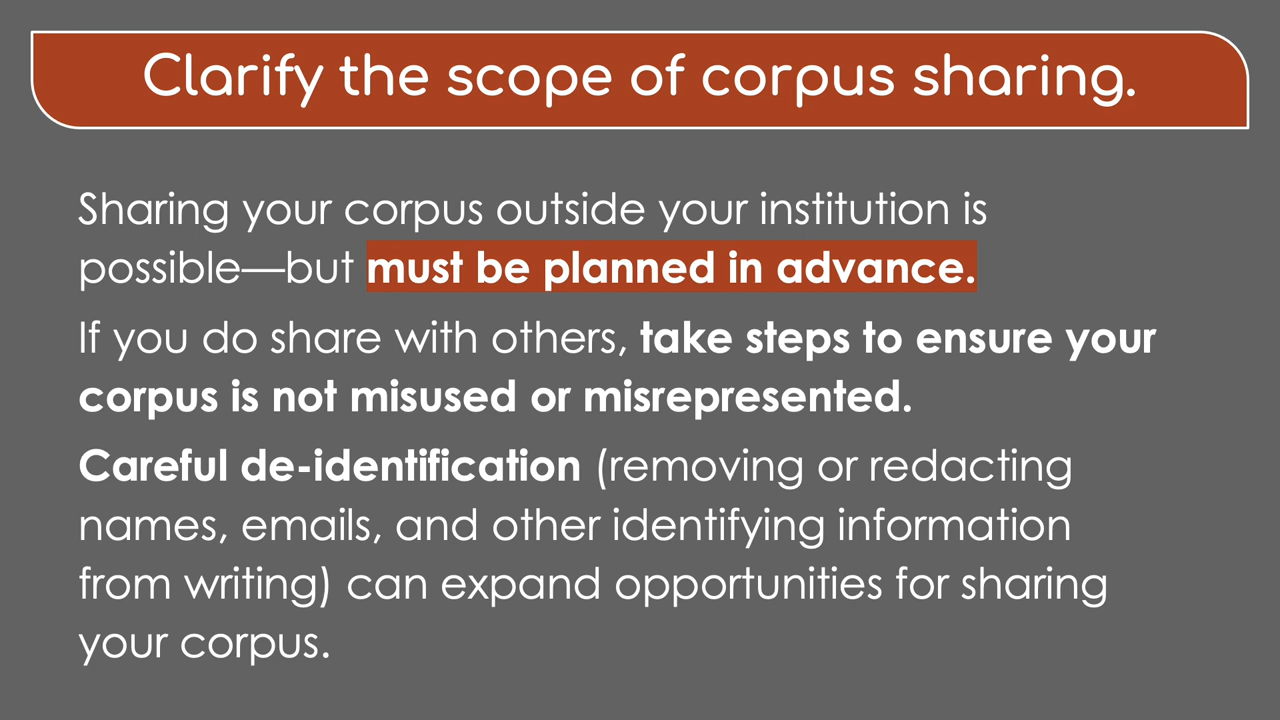 Clarify the scope of corpus sharing.
Sharing your corpus outside your institution is
possible—but must be planned in advance.
If you do share with others, take steps to ensure your
corpus is not misused or misrepresented.
Careful de-identification (removing or redacting
names, emails, and other identifying information
from writing) can expand opportunities for sharing
your corpus.